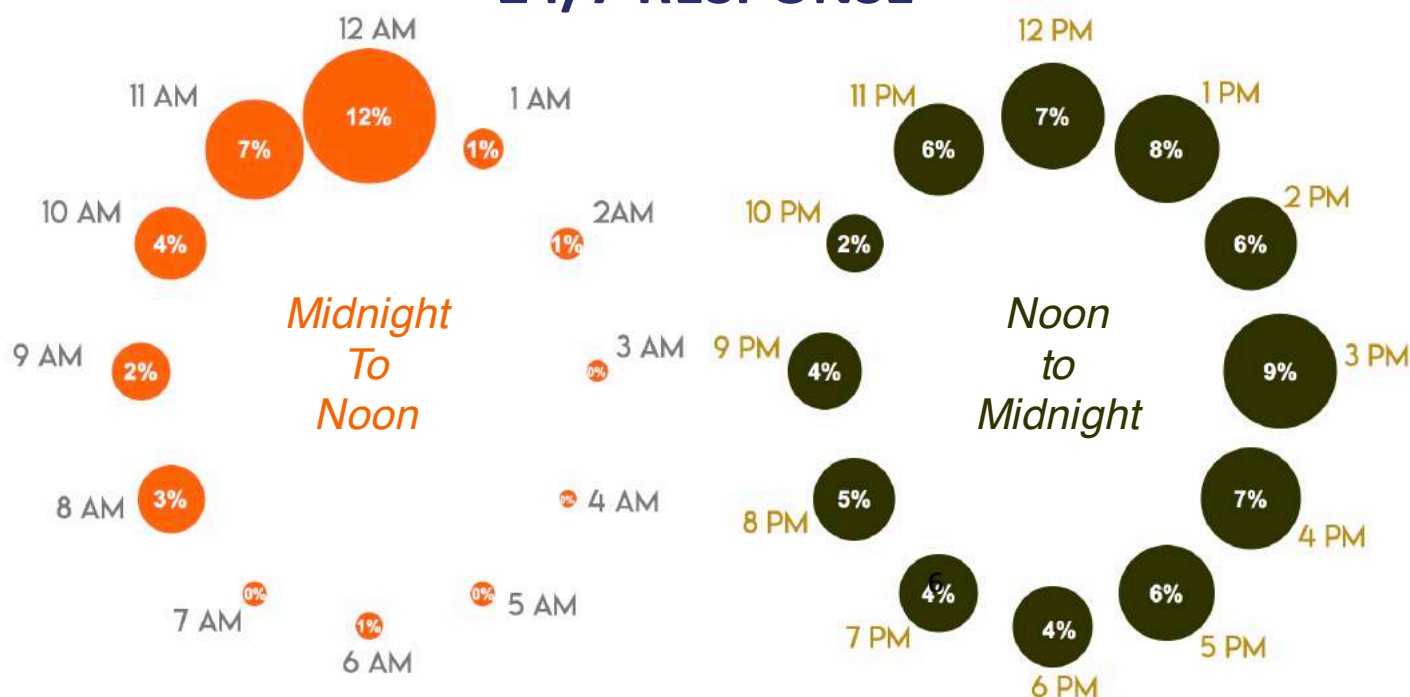 24/7 RESPONSE
12 AM
12%
1 AM
1%
2AM
1%
3 AM
0%
4 AM
0%
5 AM
0%
6 AM
1%
7 AM
0%
8 AM
3%
9 AM
2%
10 AM
4%
11 AM
7%
Midnight
To
Noon
12 PM
7%
1 PM
8%
2 PM
6%
3 PM
9%
4 PM
7%
5 PM
6%
6 PM
4%
7 PM
6
4%
8 PM
5%
9 PM
4%
10 PM
2%
11 PM
6%
Noon
to
Midnight